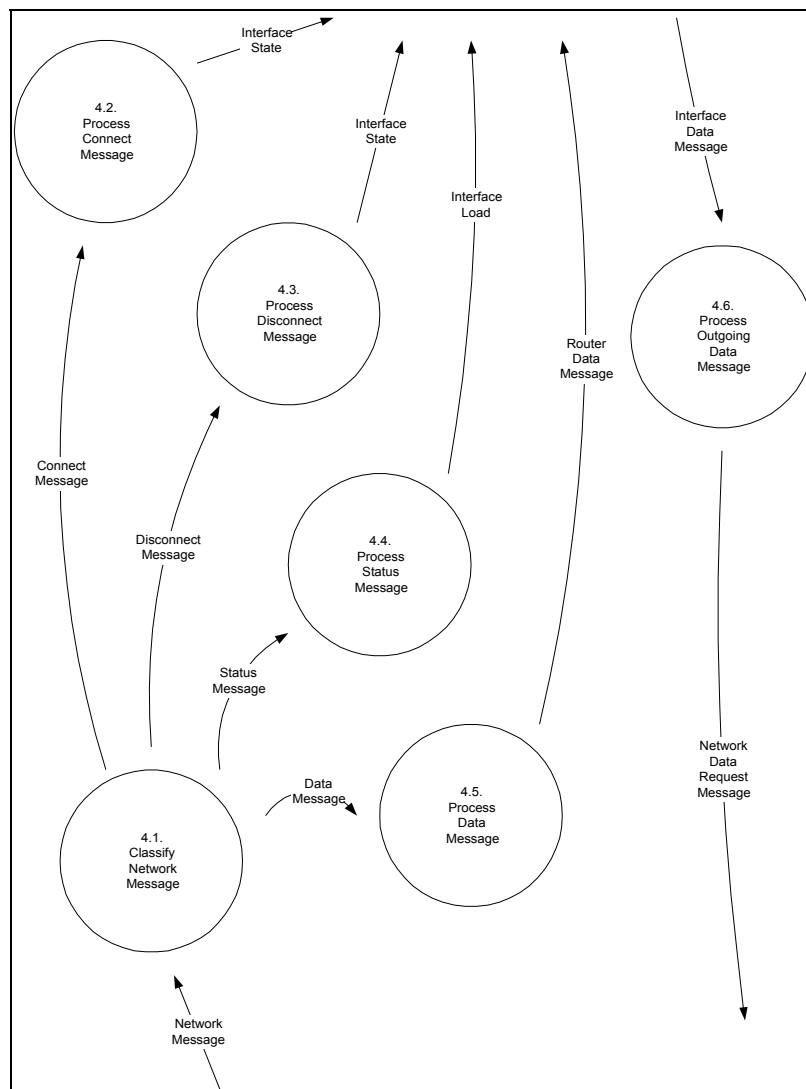 Interface
State
4.2.
Process
Connect
Message
Interface
State
Interface
Data
Message
Interface
Load
4.3.
Process
Disconnect
Message
4.6.
Process
Outgoing
Data
Message
Router
Data
Message
Connect
Message
Disconnect
Message
4.4.
Process
Status
Message
Status
Message
Network
Data
Request
Message
Data
Message
4.5.
Process
Data
Message
4.1.
Classify
Network
Message
Network
Message